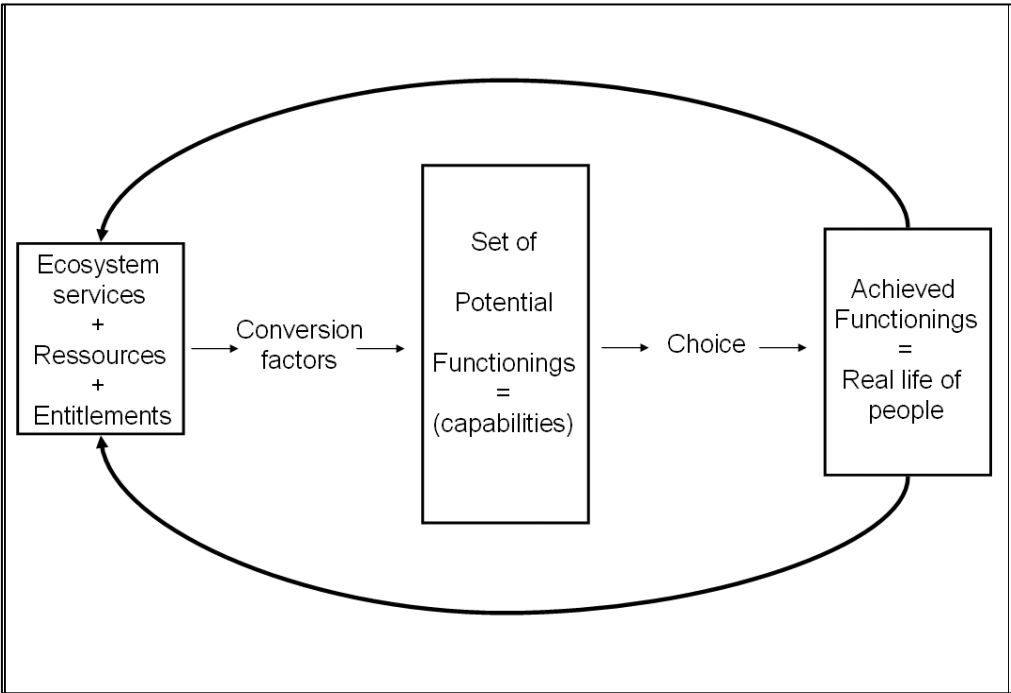 Ecosystem
services
+
Ressources
+
Entitlements
Conversion
factors
Set of
Potential
Functionings
=
(capabilities)
Choice
Achieved
Functionings
=
Real life of
people